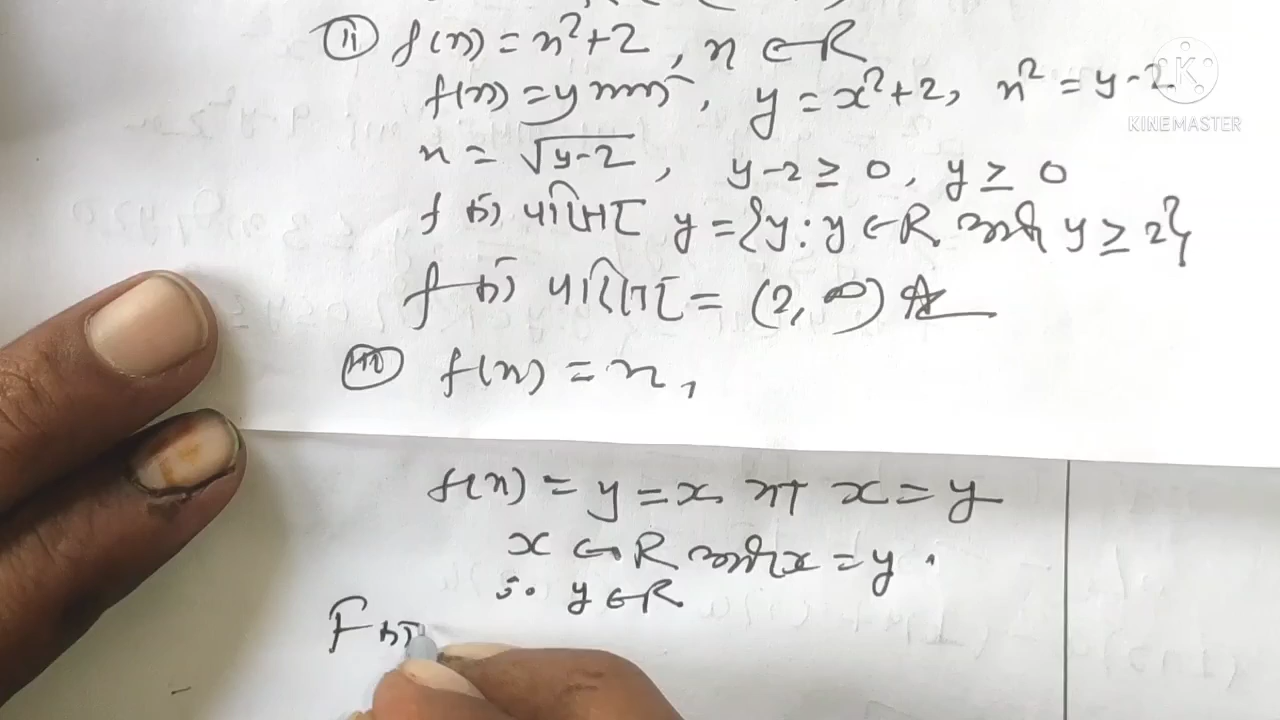 (ii) f(x) = x²+2, x ∈ R
f(x) = y माना, y = x²+2, x² = y-2
x = √y-2, y-2 ≥ 0, y ≥ 0
f का परिसर y = {y : y ∈ R और y ≥ 2}
f का परिसर = (2, ∞)
(iii) f(x) = x,
f(x) = y = x या x = y
x ∈ R और x = y .
∴ y ∈ R
F का
KINEMASTER